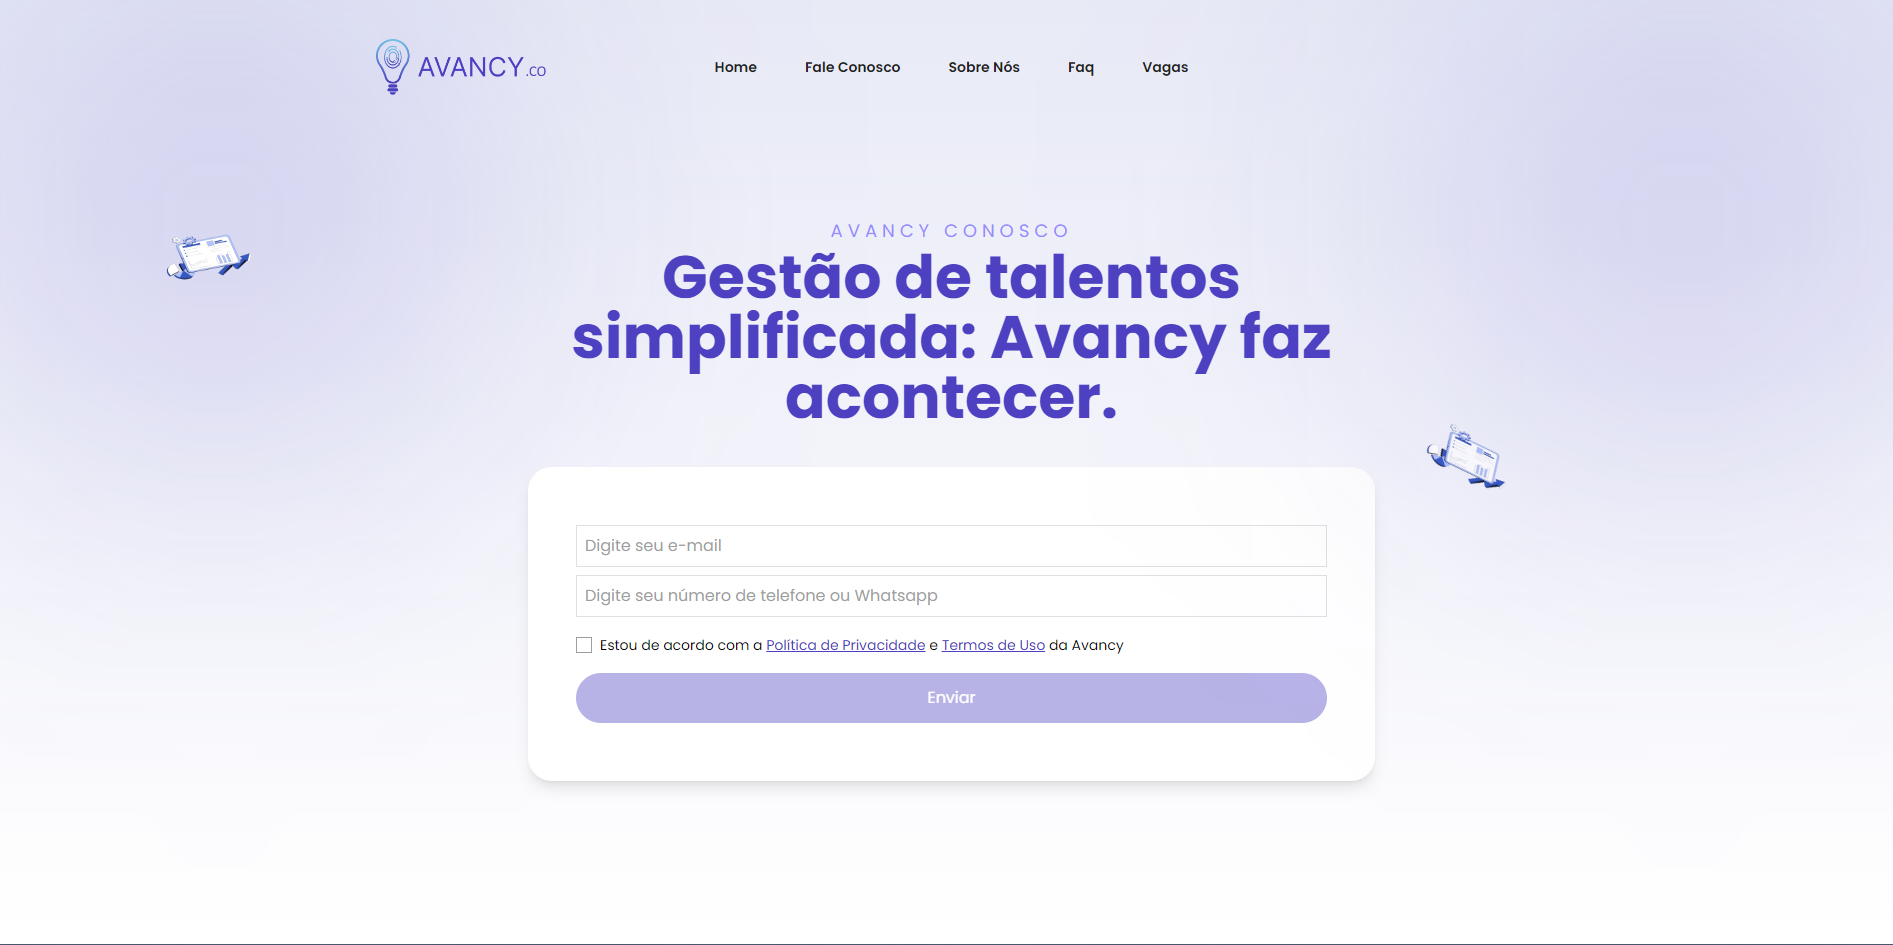 AVANCY.CO
Home Fale Conosco Sobre Nós Faq Vagas
AVANCY CONOSCO
Gestão de talentos
simplificada: Avancy faz
acontecer.
Digite seu e-mail
Digite seu número de telefone ou Whatsapp
Estou de acordo com a Política de Privacidade e Termos de Uso da Avancy
Enviar